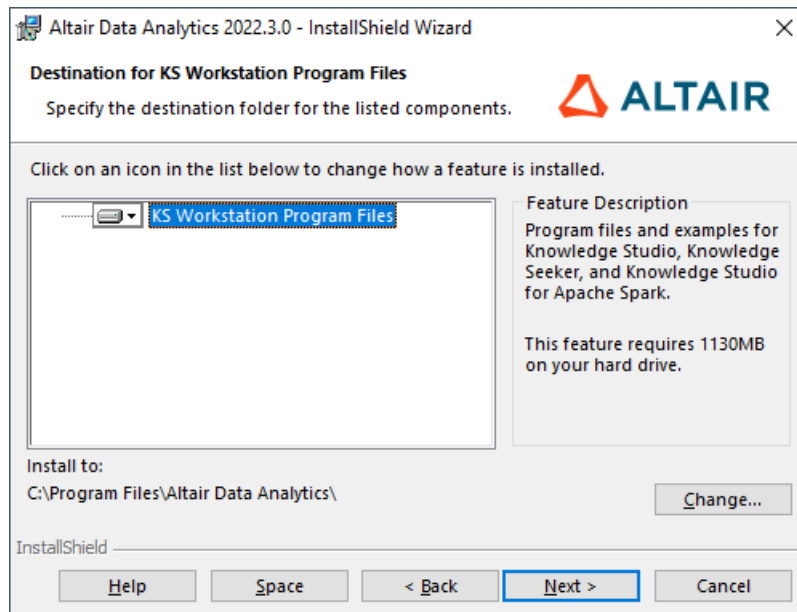 Altair Data Analytics 2022.3.0 - InstallShield Wizard
Destination for KS Workstation Program Files
Specify the destination folder for the listed components.
ALTAIR
Click on an icon in the list below to change how a feature is installed.
KS Workstation Program Files
Feature Description
Program files and examples for
Knowledge Studio, Knowledge
Seeker, and Knowledge Studio
for Apache Spark.
This feature requires 1130MB
on your hard drive.
Install to:
C:\Program Files\Altair Data Analytics\
Change...
InstallShield
Help
Space
< Back
Next >
Cancel